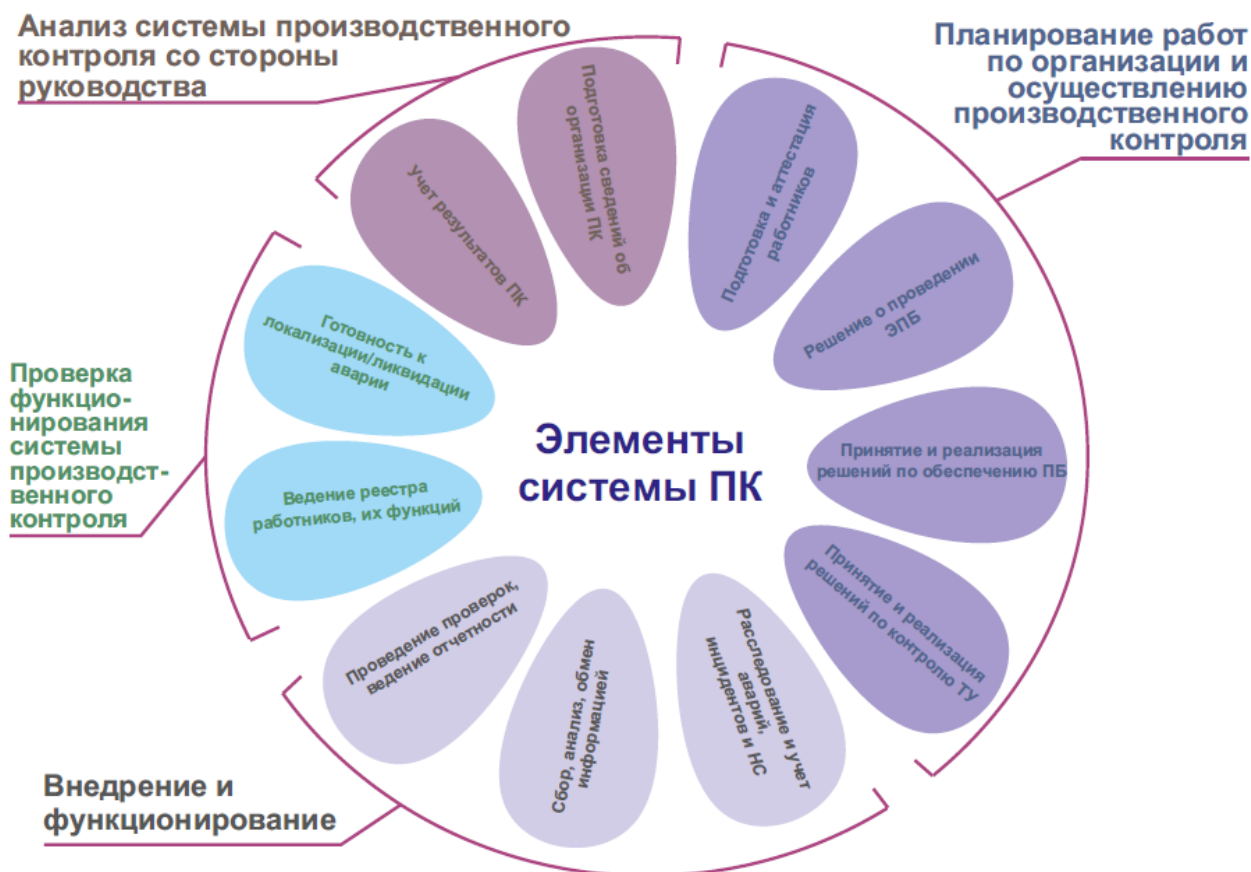 Анализ системы производственного
контроля со стороны
руководства
Планирование работ
по организации и
осуществлению
производственного
контроля
Подготовка сведений об
организации ПК
Подготовка и аттестация
работников
Решение о проведении
ЭПБ
Принятие и реализация
решений по обеспечению ПБ
Принятие и реализация
решений по контролю ТУ
Расследование и учет
аварий,
инцидентов и НС
Сбор, анализ, обмен
информацией
Проведение проверок,
ведение отчетности
Ведение реестра
работников, их функций
Готовность к
локализации/ликвидации
аварии
Учет результатов ПК
Элементы
системы ПК
Проверка
функцио-
нирования
системы
производст-
венного
контроля
Внедрение и
функционирование